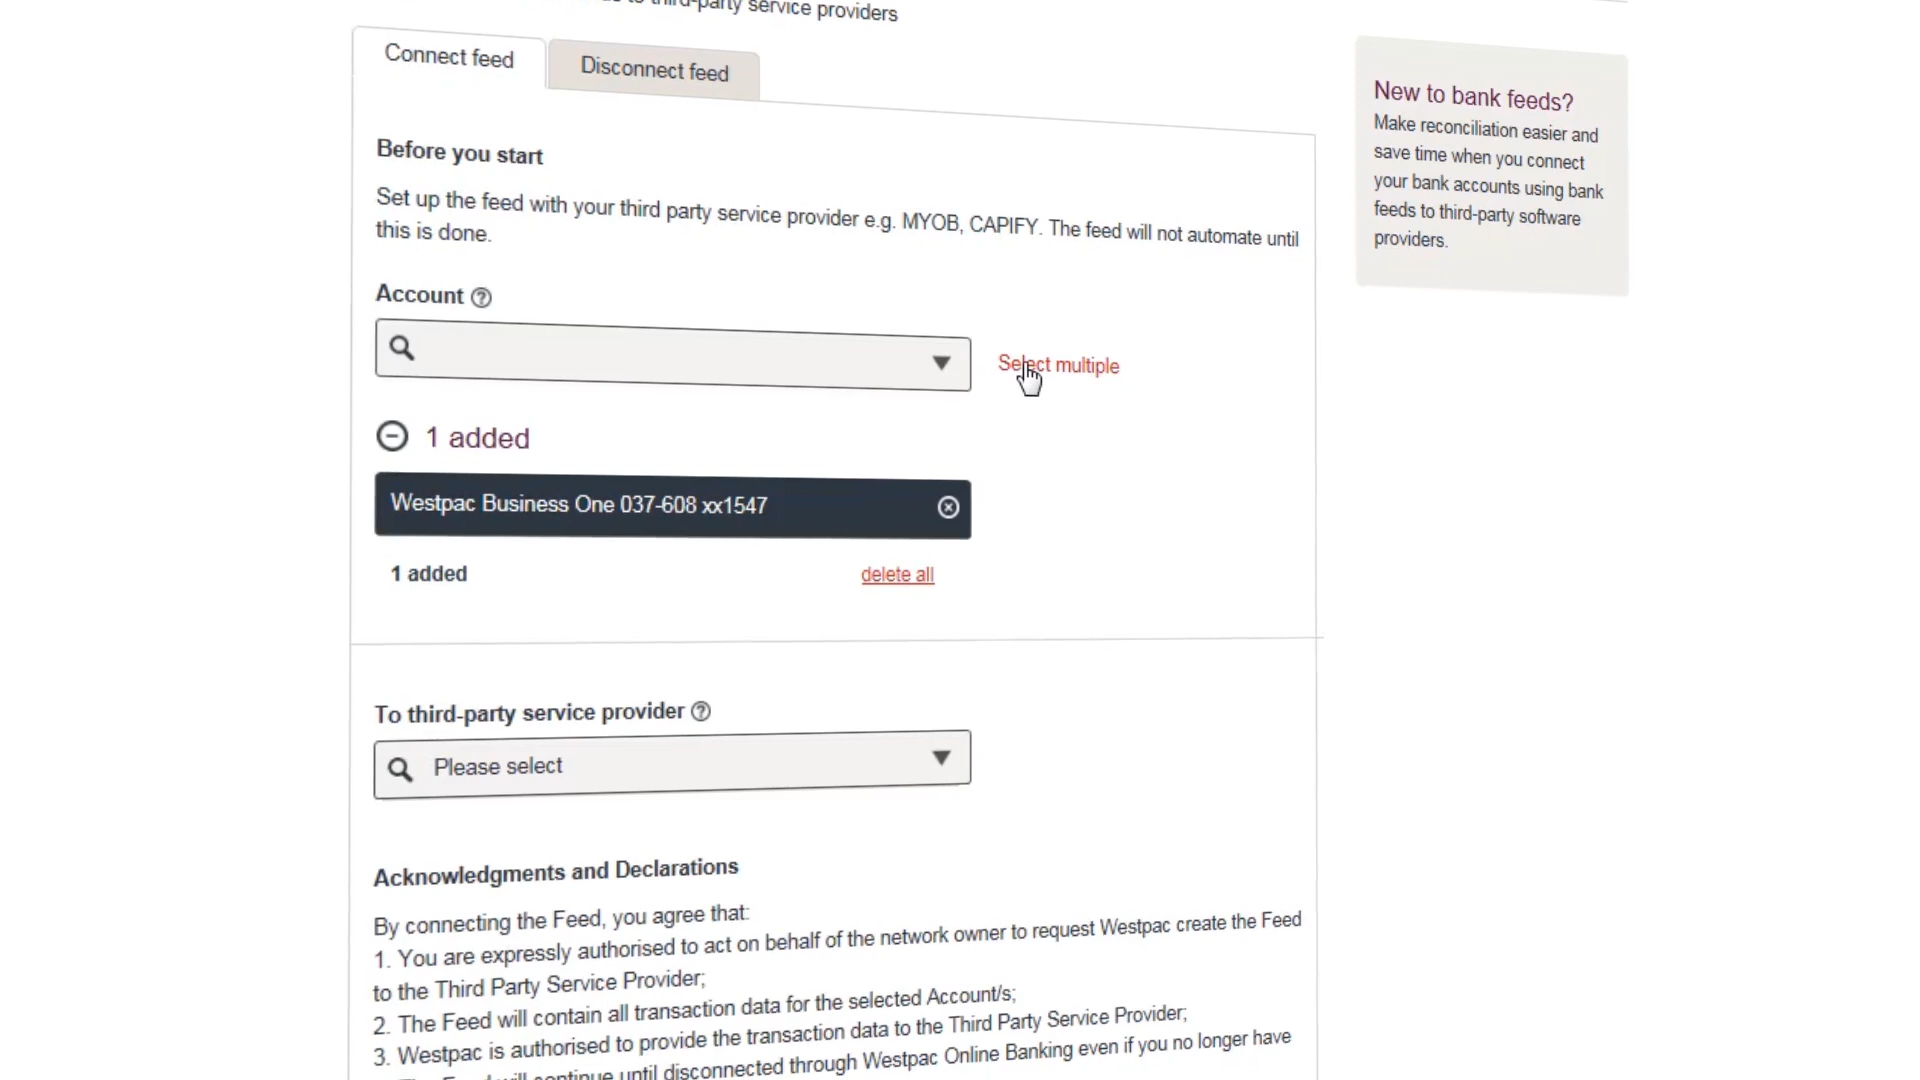 third-party service providers
Connect feed
Disconnect feed
New to bank feeds?
Make reconciliation easier and
save time when you connect
your bank accounts using bank
feeds to third-party software
providers.
Before you start
Set up the feed with your third party service provider e.g. MYOB, CAPIFY. The feed will not automate until
this is done.
Account ?
Select multiple
1 added
Westpac Business One 037-608 xx1547
1 added
delete all
To third-party service provider ?
Please select
Acknowledgments and Declarations
By connecting the Feed, you agree that:
1. You are expressly authorised to act on behalf of the network owner to request Westpac create the Feed
to the Third Party Service Provider;
2. The Feed will contain all transaction data for the selected Account/s;
3. Westpac is authorised to provide the transaction data to the Third Party Service Provider;
will continue until disconnected through Westpac Online Banking even if you no longer have